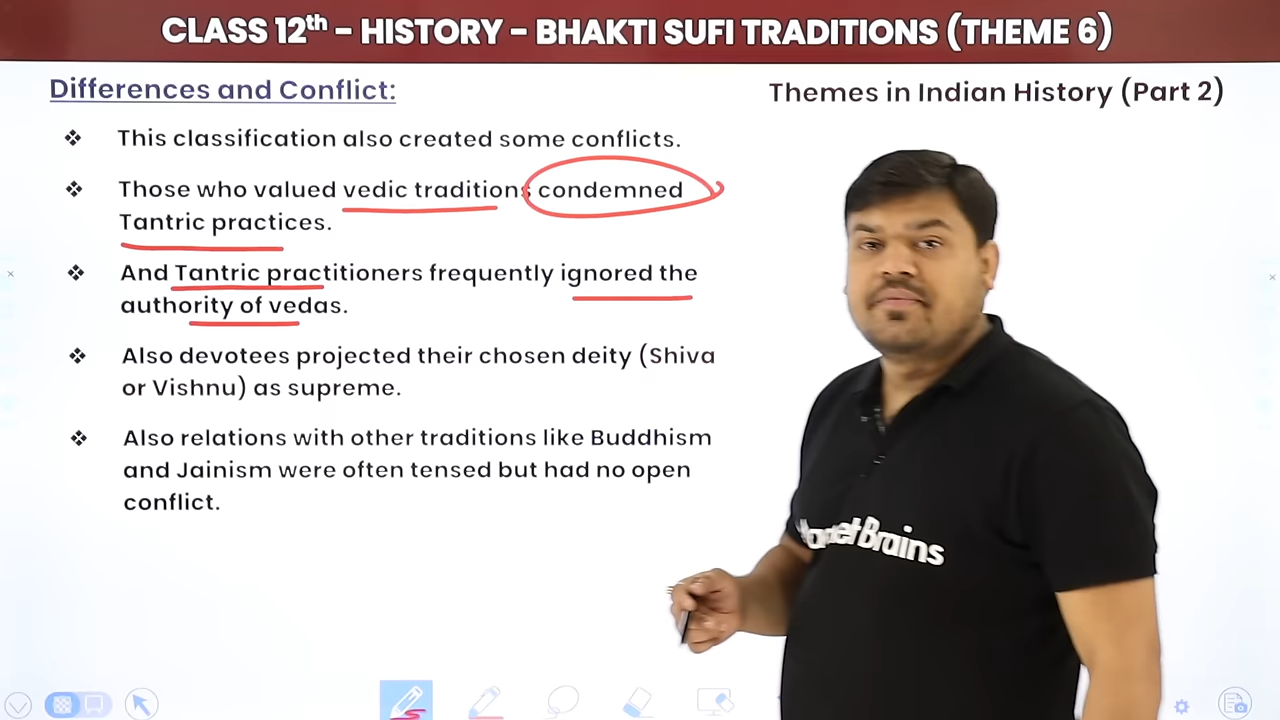 CLASS 12th - HISTORY - BHAKTI SUFI TRADITIONS (THEME 6)
Differences and Conflict:
Themes in Indian History (Part 2)
❖ This classification also created some conflicts.
❖ Those who valued vedic traditions condemned
Tantric practices.
❖ And Tantric practitioners frequently ignored the
authority of vedas.
❖ Also devotees projected their chosen deity (Shiva
or Vishnu) as supreme.
❖ Also relations with other traditions like Buddhism
and Jainism were often tensed but had no open
conflict.
Brains